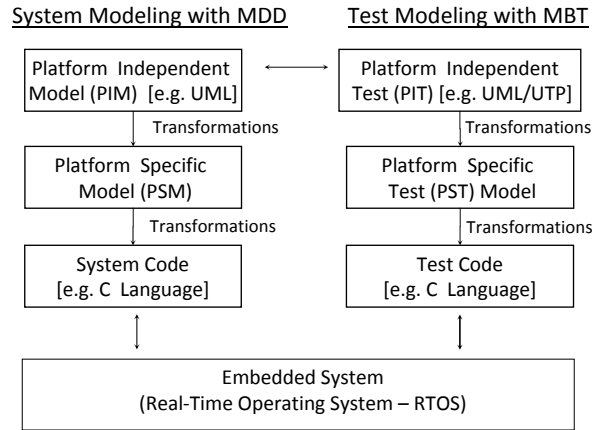 System Modeling with MDD
Test Modeling with MBT
Platform Independent
Model (PIM) [e.g. UML]
Platform Independent
Test (PIT) [e.g. UML/UTP]
Transformations
Transformations
Platform Specific
Model (PSM)
Platform Specific
Test (PST) Model
Transformations
Transformations
System Code
[e.g. C Language]
Test Code
[e.g. C Language]
Embedded System
(Real-Time Operating System – RTOS)